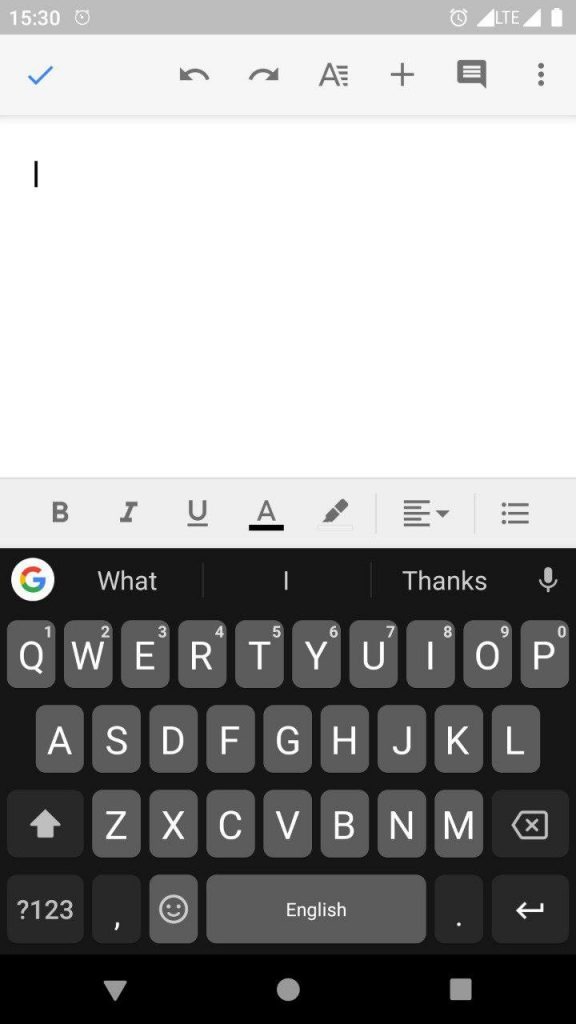 15:30 LTE
B I U A
What I Thanks
Q1 W2 E3 R4 T5 Y6 U7 I8 O9 P0
A S D F G H J K L
Z X C V B N M
?123 , English .